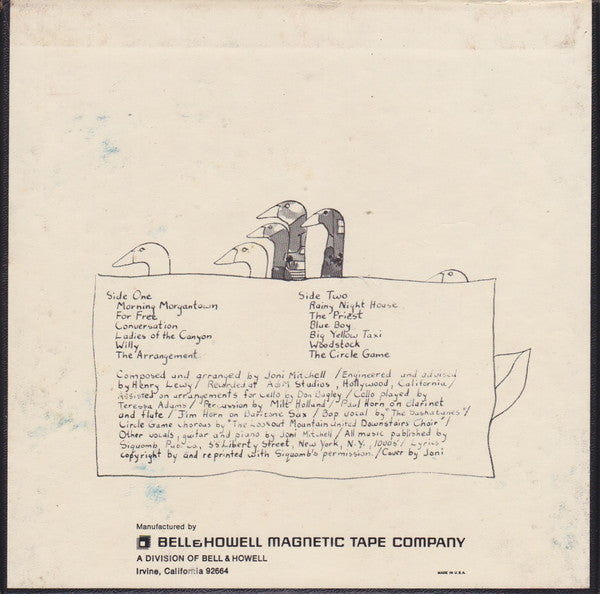 Side One
Morning Morgantown
For Free
Conversation
Ladies of the Canyon
Willy
The Arrangement
Side Two
Rainy Night House
The Priest
Blue Boy
Big Yellow Taxi
Woodstock
The Circle Game
Composed and arranged by Joni Mitchell / Engineered and advised
by Henry Lewy / Recorded at A&M Studios, Hollywood, California /
Assisted on arrangements for cello by Don Bagley / Cello played by
Teressa Adams / Percussion by Milt Holland / Paul Horn on clarinet
and flute / Jim Horn on Baritone Sax / Bop vocal by "The Saskatunes" /
Circle Game chorus by "The Lookout Mountain United Downstairs Choir" /
Other vocals, guitar and piano by Joni Mitchell / All music published by
Siquomb Pub. Co., 55 Liberty Street, New York, N.Y., 10005 / Lyrics
copyright by and reprinted with Siquomb's permission. / Cover by Joni
Manufactured by
BELL & HOWELL MAGNETIC TAPE COMPANY
A DIVISION OF BELL & HOWELL
Irvine, California 92664
MADE IN U.S.A.